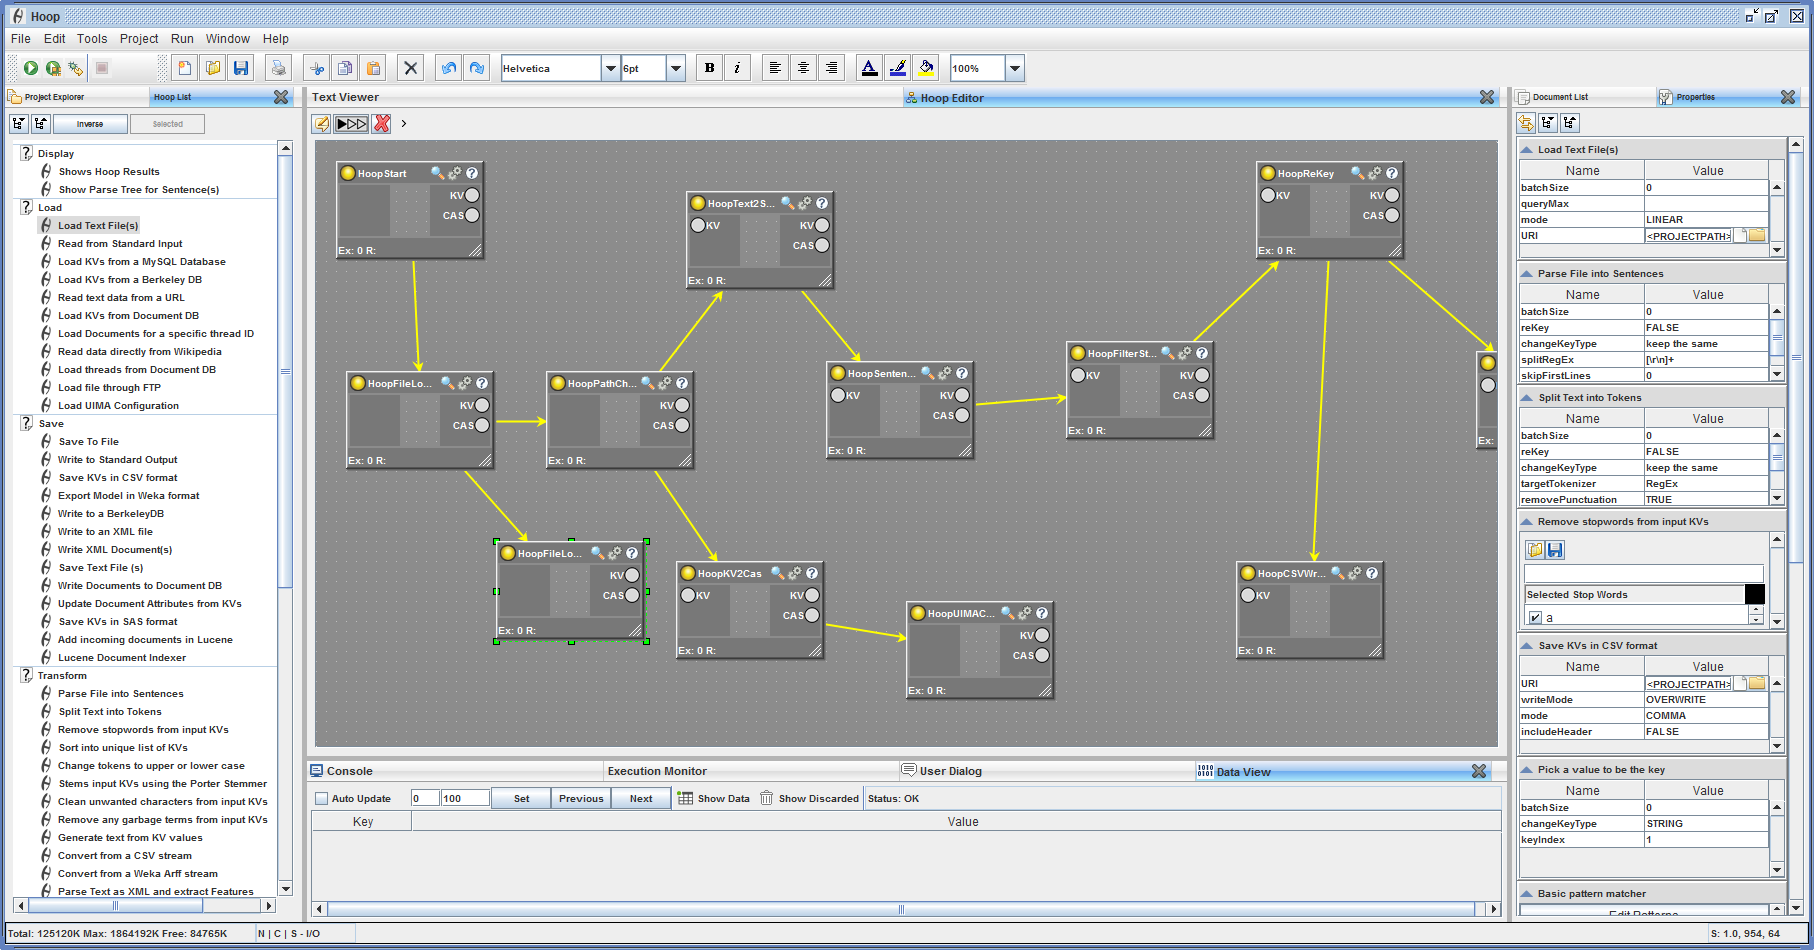 Hoop
File Edit Tools Project Run Window Help
Helvetica 6pt B i A 100%
Project Explorer Hoop List
Inverse Selected
Display
Shows Hoop Results
Show Parse Tree for Sentence(s)
Load
Load Text File(s)
Read from Standard Input
Load KVs from a MySQL Database
Load KVs from a Berkeley DB
Read text data from a URL
Load KVs from Document DB
Load Documents for a specific thread ID
Read data directly from Wikipedia
Load threads from Document DB
Load file through FTP
Load UIMA Configuration
Save
Save To File
Write to Standard Output
Save KVs in CSV format
Export Model in Weka format
Write to a BerkeleyDB
Write to an XML file
Write XML Document(s)
Save Text File (s)
Write Documents to Document DB
Update Document Attributes from KVs
Save KVs in SAS format
Add incoming documents in Lucene
Lucene Document Indexer
Transform
Parse File into Sentences
Split Text into Tokens
Remove stopwords from input KVs
Sort into unique list of KVs
Change tokens to upper or lower case
Stems input KVs using the Porter Stemmer
Clean unwanted characters from input KVs
Remove any garbage terms from input KVs
Generate text from KV values
Convert from a CSV stream
Convert from a Weka Arff stream
Parse Text as XML and extract Features
Text Viewer Hoop Editor
HoopStart
KV
CAS
Ex: 0 R:
HoopText2S...
KV KV
CAS
Ex: 0 R:
HoopReKey
KV KV
CAS
Ex: 0 R:
HoopFileLo...
KV
CAS
Ex: 0 R:
HoopPathCh...
KV
CAS
Ex: 0 R:
HoopSenten...
KV KV
CAS
Ex: 0 R:
HoopFilterSt...
KV KV
CAS
Ex: 0 R:
Ex:
HoopFileLo...
KV
CAS
Ex: 0 R:
HoopKV2Cas
KV KV
CAS
Ex: 0 R:
HoopUIMAC...
KV
CAS
Ex: 0 R:
HoopCSVWr...
KV
Ex: 0 R:
Console Execution Monitor User Dialog Data View
Auto Update 0 100 Set Previous Next Show Data Show Discarded Status: OK
Key Value
Document List Properties
Load Text File(s)
Name Value
batchSize 0
queryMax
mode LINEAR
URI <PROJECTPATH>
Parse File into Sentences
Name Value
batchSize 0
reKey FALSE
changeKeyType keep the same
splitRegEx [\r\n]+
skipFirstLines 0
Split Text into Tokens
Name Value
batchSize 0
reKey FALSE
changeKeyType keep the same
targetTokenizer RegEx
removePunctuation TRUE
Remove stopwords from input KVs
Selected Stop Words
a
Save KVs in CSV format
Name Value
URI <PROJECTPATH>
writeMode OVERWRITE
mode COMMA
includeHeader FALSE
Pick a value to be the key
Name Value
batchSize 0
changeKeyType STRING
keyIndex 1
Basic pattern matcher
Edit Patterns
Total: 125120K Max: 1864192K Free: 84765K N | C | S - I/O S: 1.0, 954, 64